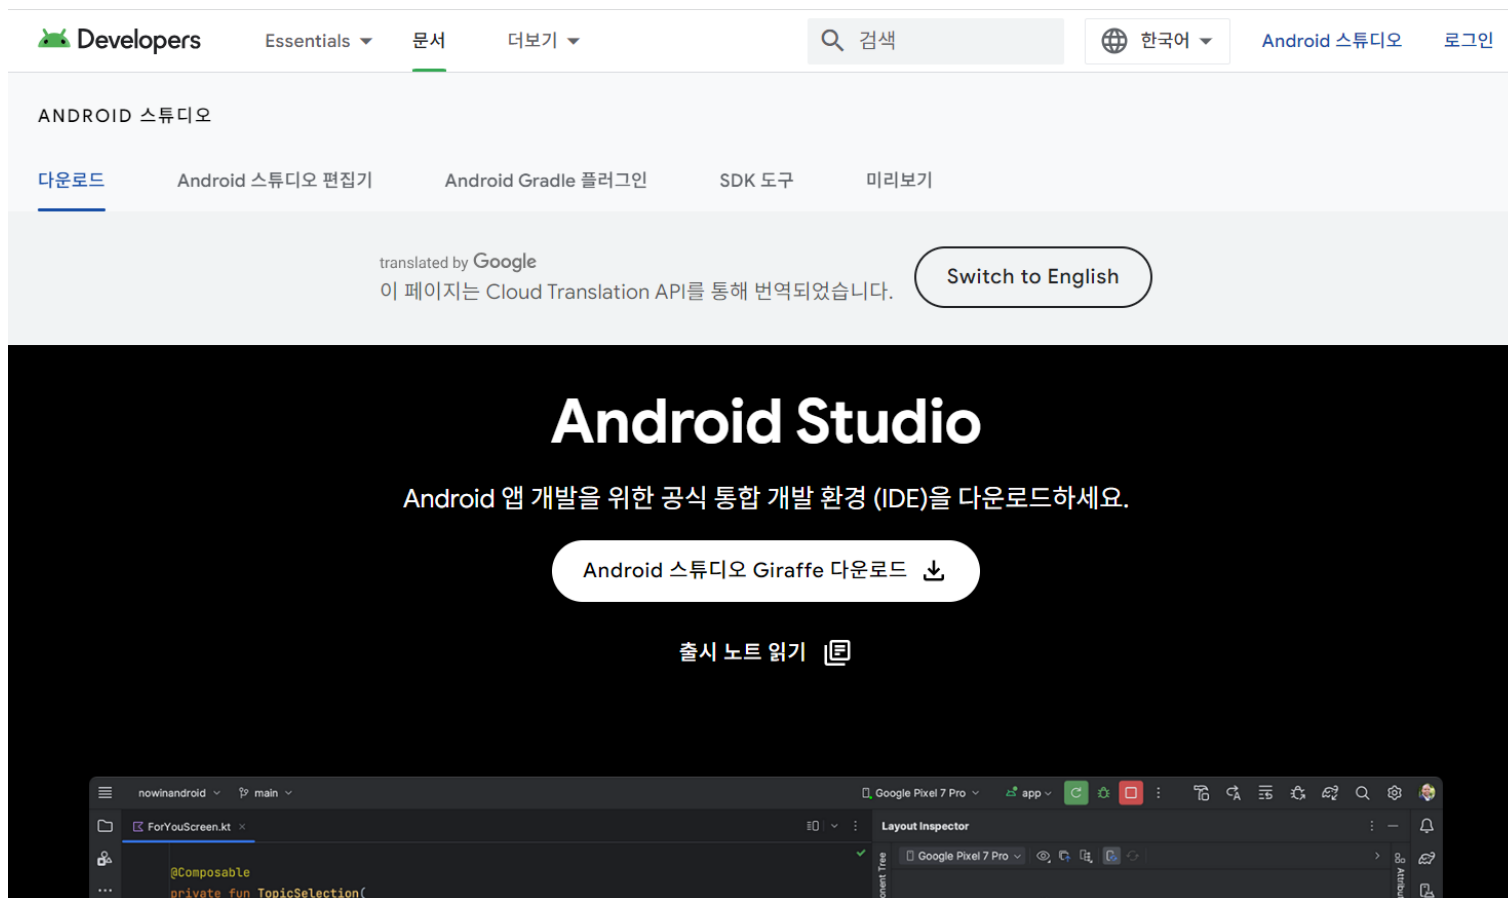 Developers Essentials 문서 더보기 검색 한국어 Android 스튜디오 로그인
ANDROID 스튜디오
다운로드 Android 스튜디오 편집기 Android Gradle 플러그인 SDK 도구 미리보기
translated by Google
이 페이지는 Cloud Translation API를 통해 번역되었습니다.
Switch to English
Android Studio
Android 앱 개발을 위한 공식 통합 개발 환경 (IDE)을 다운로드하세요.
Android 스튜디오 Giraffe 다운로드
출시 노트 읽기
nowinandroid main Google Pixel 7 Pro app
ForYouScreen.kt Layout Inspector
Google Pixel 7 Pro
@Composable
private fun TopicSelection(